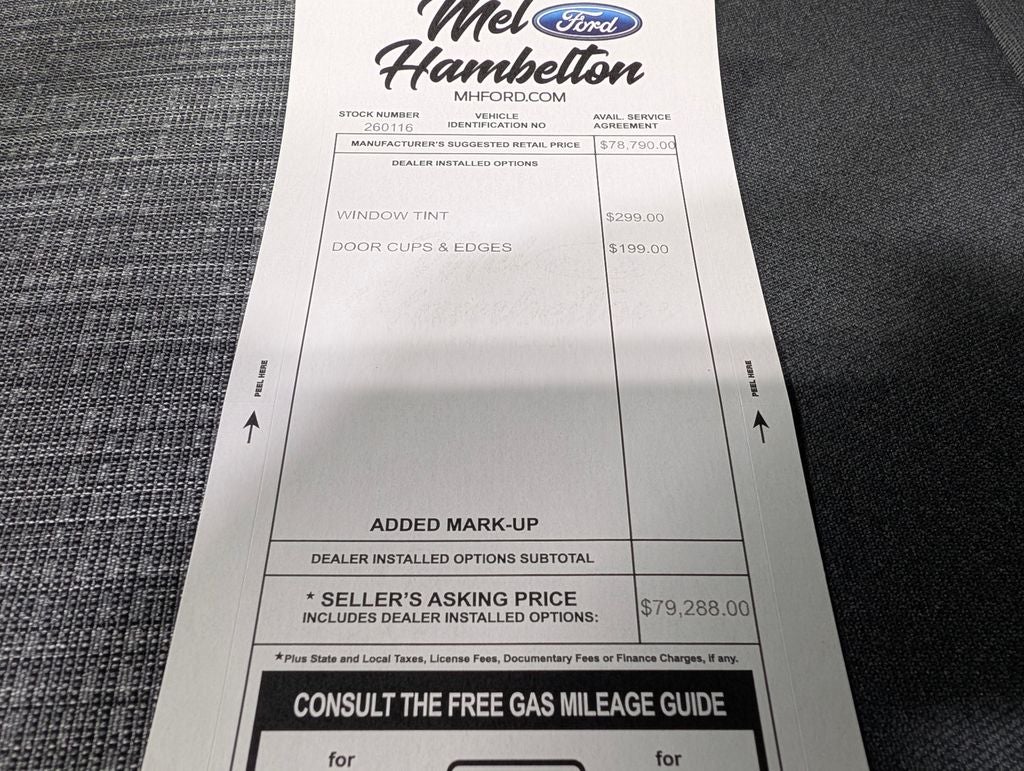 Mel Ford
Hambelton
MHFORD.COM
STOCK NUMBER
260116
VEHICLE
IDENTIFICATION NO
AVAIL. SERVICE
AGREEMENT
MANUFACTURER'S SUGGESTED RETAIL PRICE $78,790.00
DEALER INSTALLED OPTIONS
WINDOW TINT $299.00
DOOR CUPS & EDGES $199.00
PEEL HERE
PEEL HERE
ADDED MARK-UP
DEALER INSTALLED OPTIONS SUBTOTAL
* SELLER'S ASKING PRICE
INCLUDES DEALER INSTALLED OPTIONS: $79,288.00
*Plus State and Local Taxes, License Fees, Documentary Fees or Finance Charges, if any.
CONSULT THE FREE GAS MILEAGE GUIDE
for for